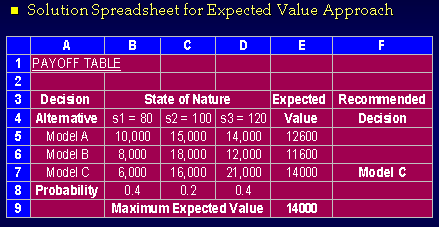 Solution Spreadsheet for Expected Value Approach
A B C D E F
1 PAYOFF TABLE
2
3 Decision State of Nature Expected Recommended
4 Alternative s1 = 80 s2 = 100 s3 = 120 Value Decision
5 Model A 10,000 15,000 14,000 12600
6 Model B 8,000 18,000 12,000 11600
7 Model C 6,000 16,000 21,000 14000 Model C
8 Probability 0.4 0.2 0.4
9 Maximum Expected Value 14000